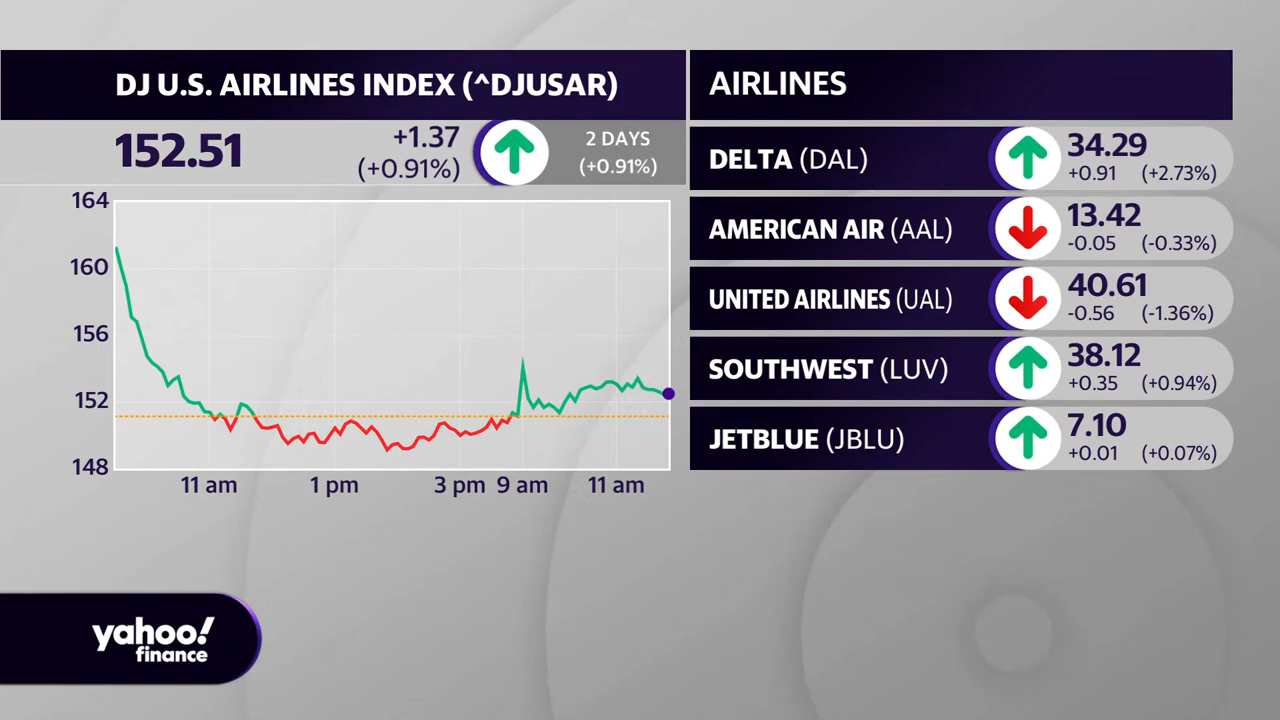 DJ U.S. AIRLINES INDEX (^DJUSAR)
152.51
+1.37
(+0.91%)
2 DAYS
(+0.91%)
164
160
156
152
148
11 am
1 pm
3 pm
9 am
11 am
AIRLINES
DELTA (DAL)
34.29
+0.91 (+2.73%)
AMERICAN AIR (AAL)
13.42
-0.05 (-0.33%)
UNITED AIRLINES (UAL)
40.61
-0.56 (-1.36%)
SOUTHWEST (LUV)
38.12
+0.35 (+0.94%)
JETBLUE (JBLU)
7.10
+0.01 (+0.07%)
yahoo!
finance